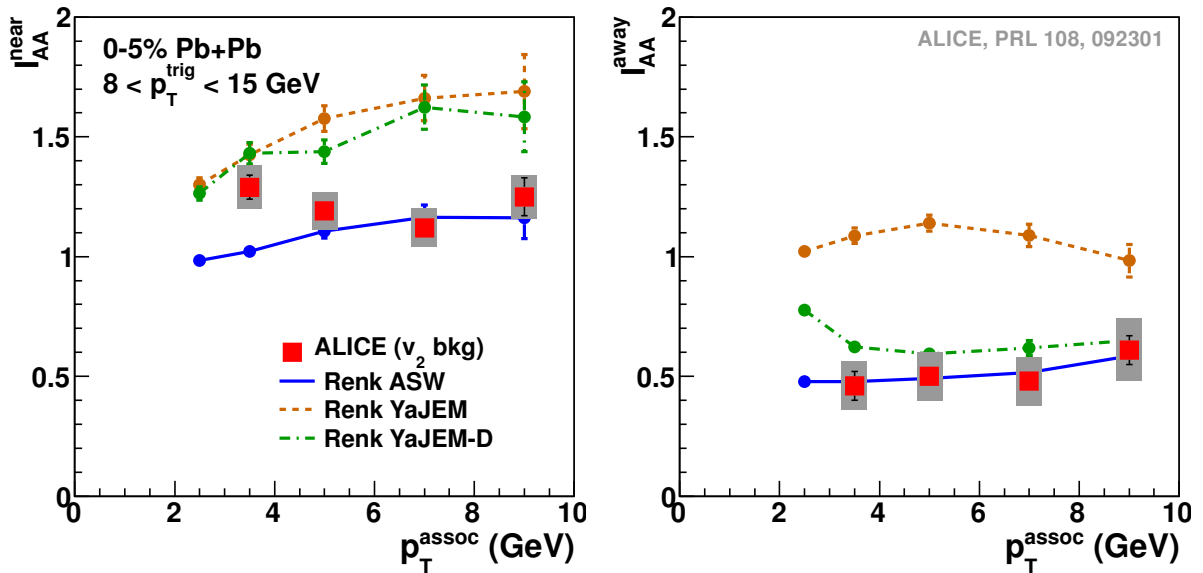 I_AA^near
0-5% Pb+Pb
8 < p_T^trig < 15 GeV
2
1.5
1
0.5
0
ALICE (v_2 bkg)
Renk ASW
Renk YaJEM
Renk YaJEM-D
0 2 4 6 8 10
p_T^assoc (GeV)
I_AA^away
ALICE, PRL 108, 092301
2
1.5
1
0.5
0
0 2 4 6 8 10
p_T^assoc (GeV)